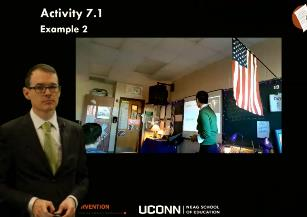 Activity 7.1
Example 2
VENTION
UCONN | NEAG SCHOOL
OF EDUCATION